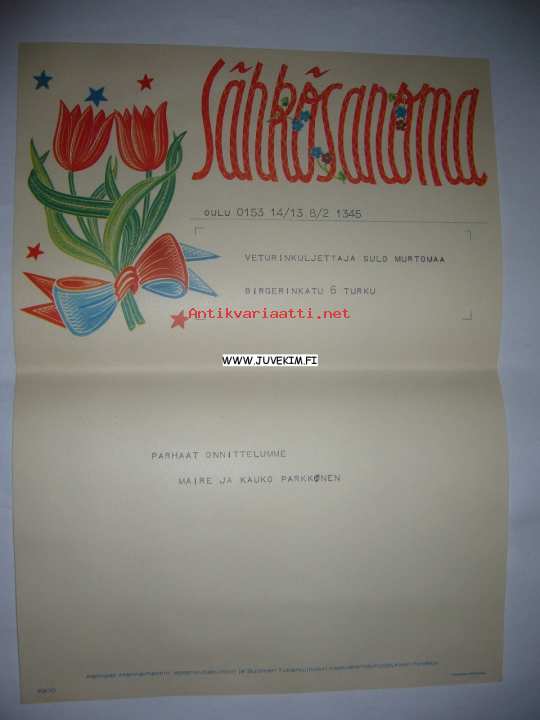 Sähkösanoma
OULU 0153 14/13 8/2 1345
VETURINKULJETTAJA SULO MURTOMAA
BIRGERINKATU 6 TURKU
Antikvariaatti.net
WWW.JUVEKIM.FI
PARHAAT ONNITTELUMME
MAIRE JA KAUKO PARKKONEN